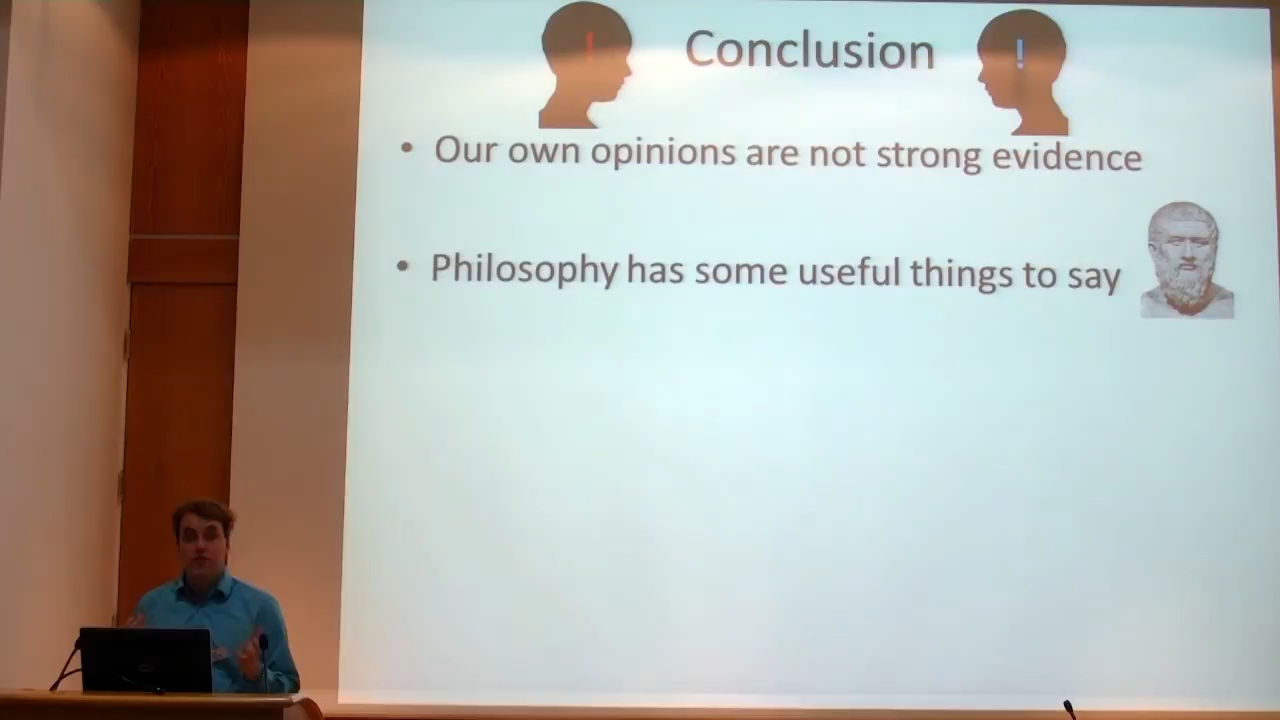 ! Conclusion !
• Our own opinions are not strong evidence
• Philosophy has some useful things to say